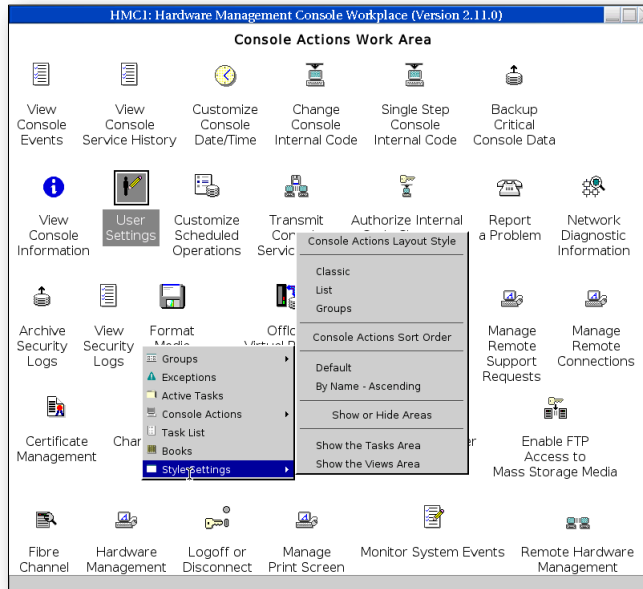 HMC1: Hardware Management Console Workplace (Version 2.11.0)
Console Actions Work Area
View Console Events
View Console Service History
Customize Console Date/Time
Change Console Internal Code
Single Step Console Internal Code
Backup Critical Console Data
View Console Information
User Settings
Customize Scheduled Operations
Transmit
Servic
Authorize Internal
Report a Problem
Network Diagnostic Information
Archive Security Logs
View Security Logs
Format
Offic
Manage Remote Support Requests
Manage Remote Connections
Certificate Management
Char
Enable FTP Access to Mass Storage Media
Fibre Channel
Hardware Management
Logoff or Disconnect
Manage Print Screen
Monitor System Events
Remote Hardware Management
Groups
Exceptions
Active Tasks
Console Actions
Task List
Books
Style Settings
Console Actions Layout Style
Classic
List
Groups
Console Actions Sort Order
Default
By Name - Ascending
Show or Hide Areas
Show the Tasks Area
Show the Views Area